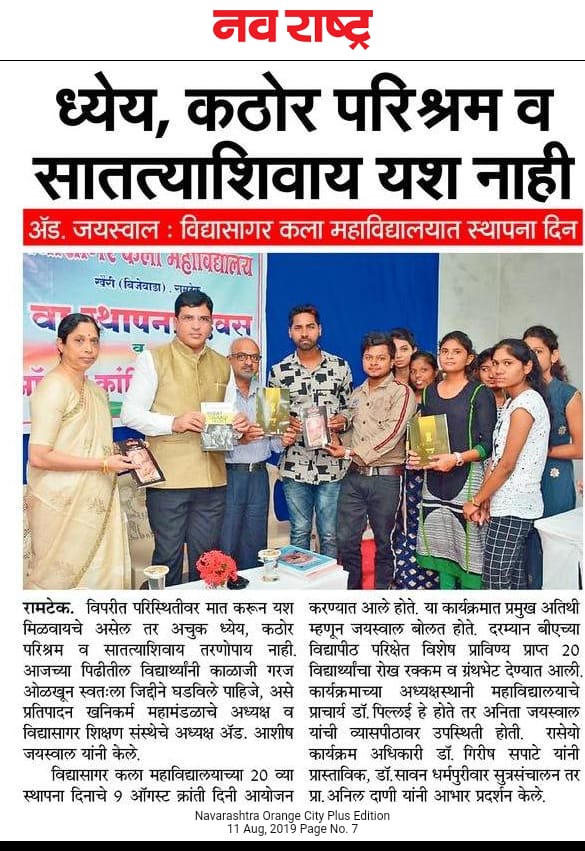 नव राष्ट्र
ध्येय, कठोर परिश्रम व
सातत्याशिवाय यश नाही
ॲड. जयस्वाल : विद्यासागर कला महाविद्यालयात स्थापना दिन
कला महाविद्यालय
खैरी (बिजेवाडा) . रामटेक
वा स्थापना दिवस
व
क्रांति
रामटेक. विपरीत परिस्थितीवर मात करून यश
मिळवायचे असेल तर अचुक ध्येय, कठोर
परिश्रम व सातत्याशिवाय तरणोपाय नाही.
आजच्या पिढीतील विद्यार्थ्यांनी काळाजी गरज
ओळखून स्वतःला जिद्दीने घडविले पाहिजे, असे
प्रतिपादन खनिकर्म महामंडळाचे अध्यक्ष व
विद्यासागर शिक्षण संस्थेचे अध्यक्ष ॲड. आशीष
जयस्वाल यांनी केले.
विद्यासागर कला महाविद्यालयाच्या 20 व्या
स्थापना दिनाचे 9 ऑगस्ट क्रांती दिनी आयोजन
करण्यात आले होते. या कार्यक्रमात प्रमुख अतिथी
म्हणून जयस्वाल बोलत होते. दरम्यान बीएच्या
विद्यापीठ परिक्षेत विशेष प्राविण्य प्राप्त 20
विद्यार्थ्यांचा रोख रक्कम व ग्रंथभेट देण्यात आली.
कार्यक्रमाच्या अध्यक्षस्थानी महाविद्यालयाचे
प्राचार्य डॉ. पिल्लई हे होते तर अनिता जयस्वाल
यांची व्यासपीठावर उपस्थिती होती. रासेयो
कार्यक्रम अधिकारी डॉ. गिरीष सपाटे यांनी
प्रास्ताविक, डॉ. सावन धर्मपुरीवार सुत्रसंचालन तर
प्रा. अनिल दाणी यांनी आभार प्रदर्शन केले.
Navarashtra Orange City Plus Edition
11 Aug, 2019 Page No. 7